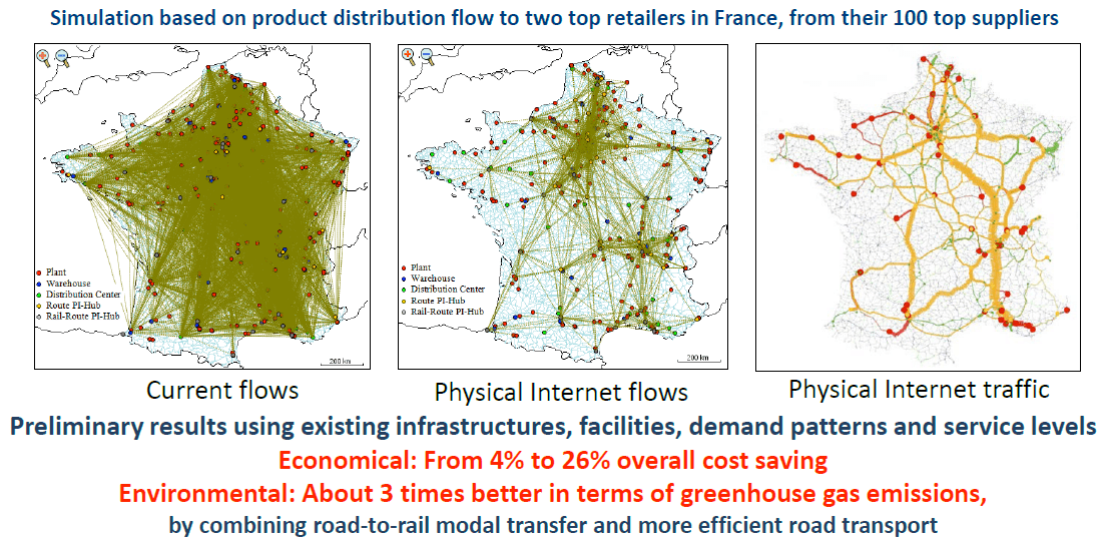 Simulation based on product distribution flow to two top retailers in France, from their 100 top suppliers
Plant
Warehouse
Distribution Center
Route PI-Hub
Rail-Route PI-Hub
200 km
Plant
Warehouse
Distribution Center
Route PI-Hub
Rail-Route PI-Hub
200 km
Current flows
Physical Internet flows
Physical Internet traffic
Preliminary results using existing infrastructures, facilities, demand patterns and service levels
Economical: From 4% to 26% overall cost saving
Environmental: About 3 times better in terms of greenhouse gas emissions,
by combining road-to-rail modal transfer and more efficient road transport